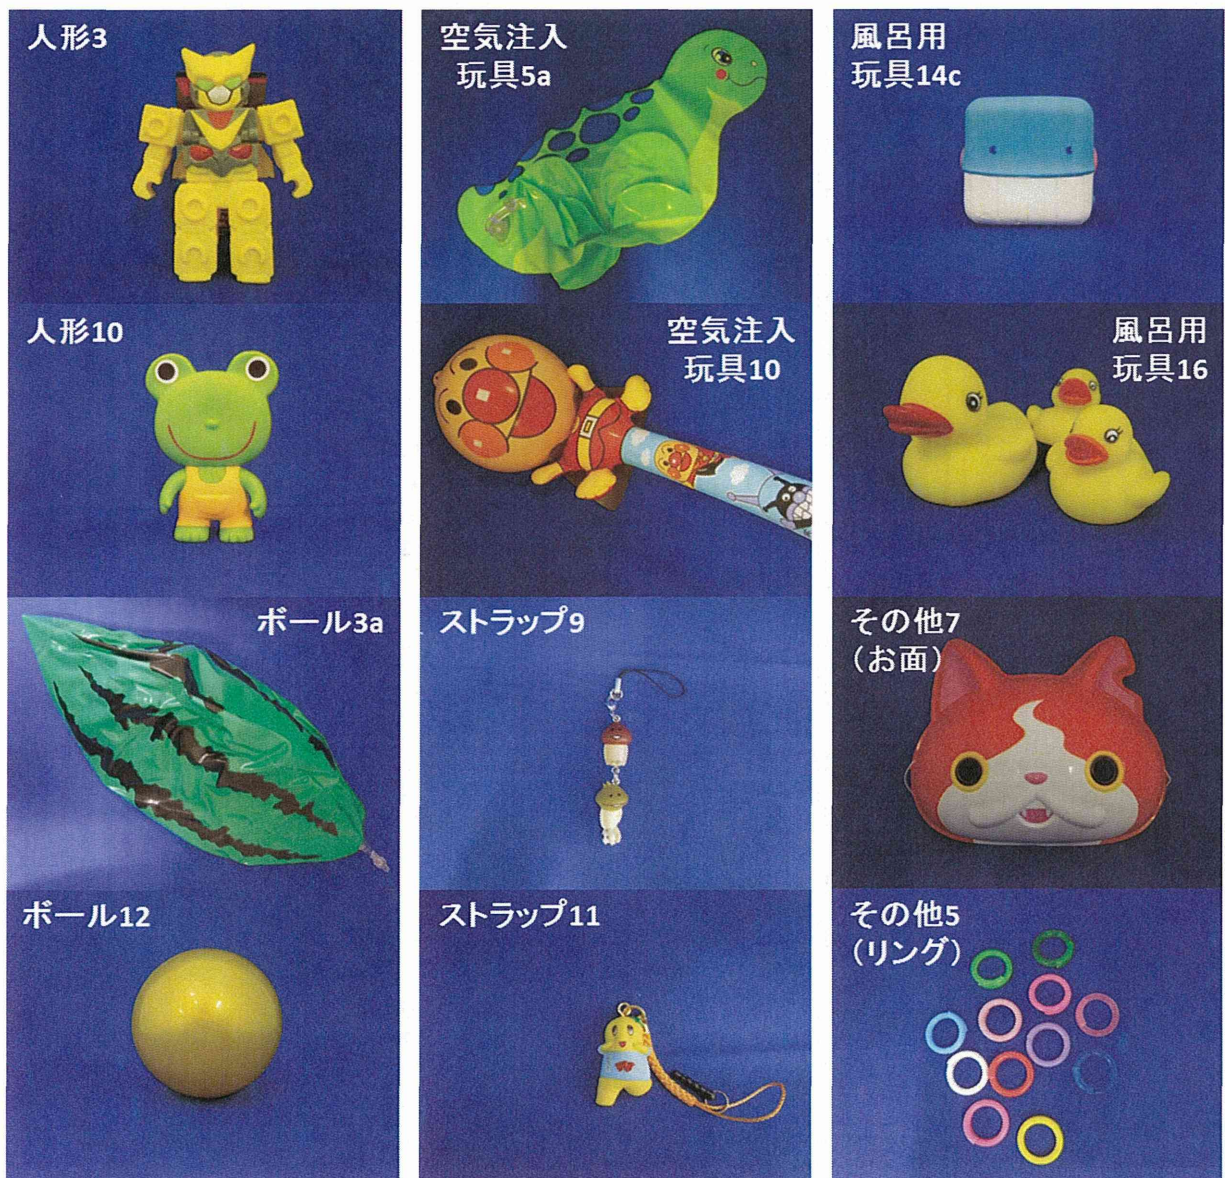 人形3
空気注入
玩具5a
風呂用
玩具14c
人形10
空気注入
玩具10
風呂用
玩具16
ボール3a
ストラップ9
その他7
（お面）
ボール12
ストラップ11
その他5
（リング）